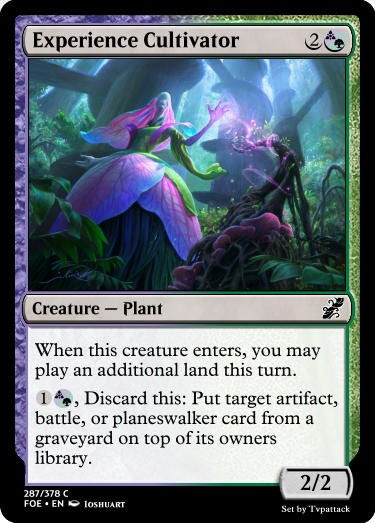 Experience Cultivator 2
Creature — Plant
When this creature enters, you may
play an additional land this turn.
1, Discard this: Put target artifact,
battle, or planeswalker card from a
graveyard on top of its owners
library.
2/2
287/378 C
FOE • EN Ioshuart
Set by Tvpattack